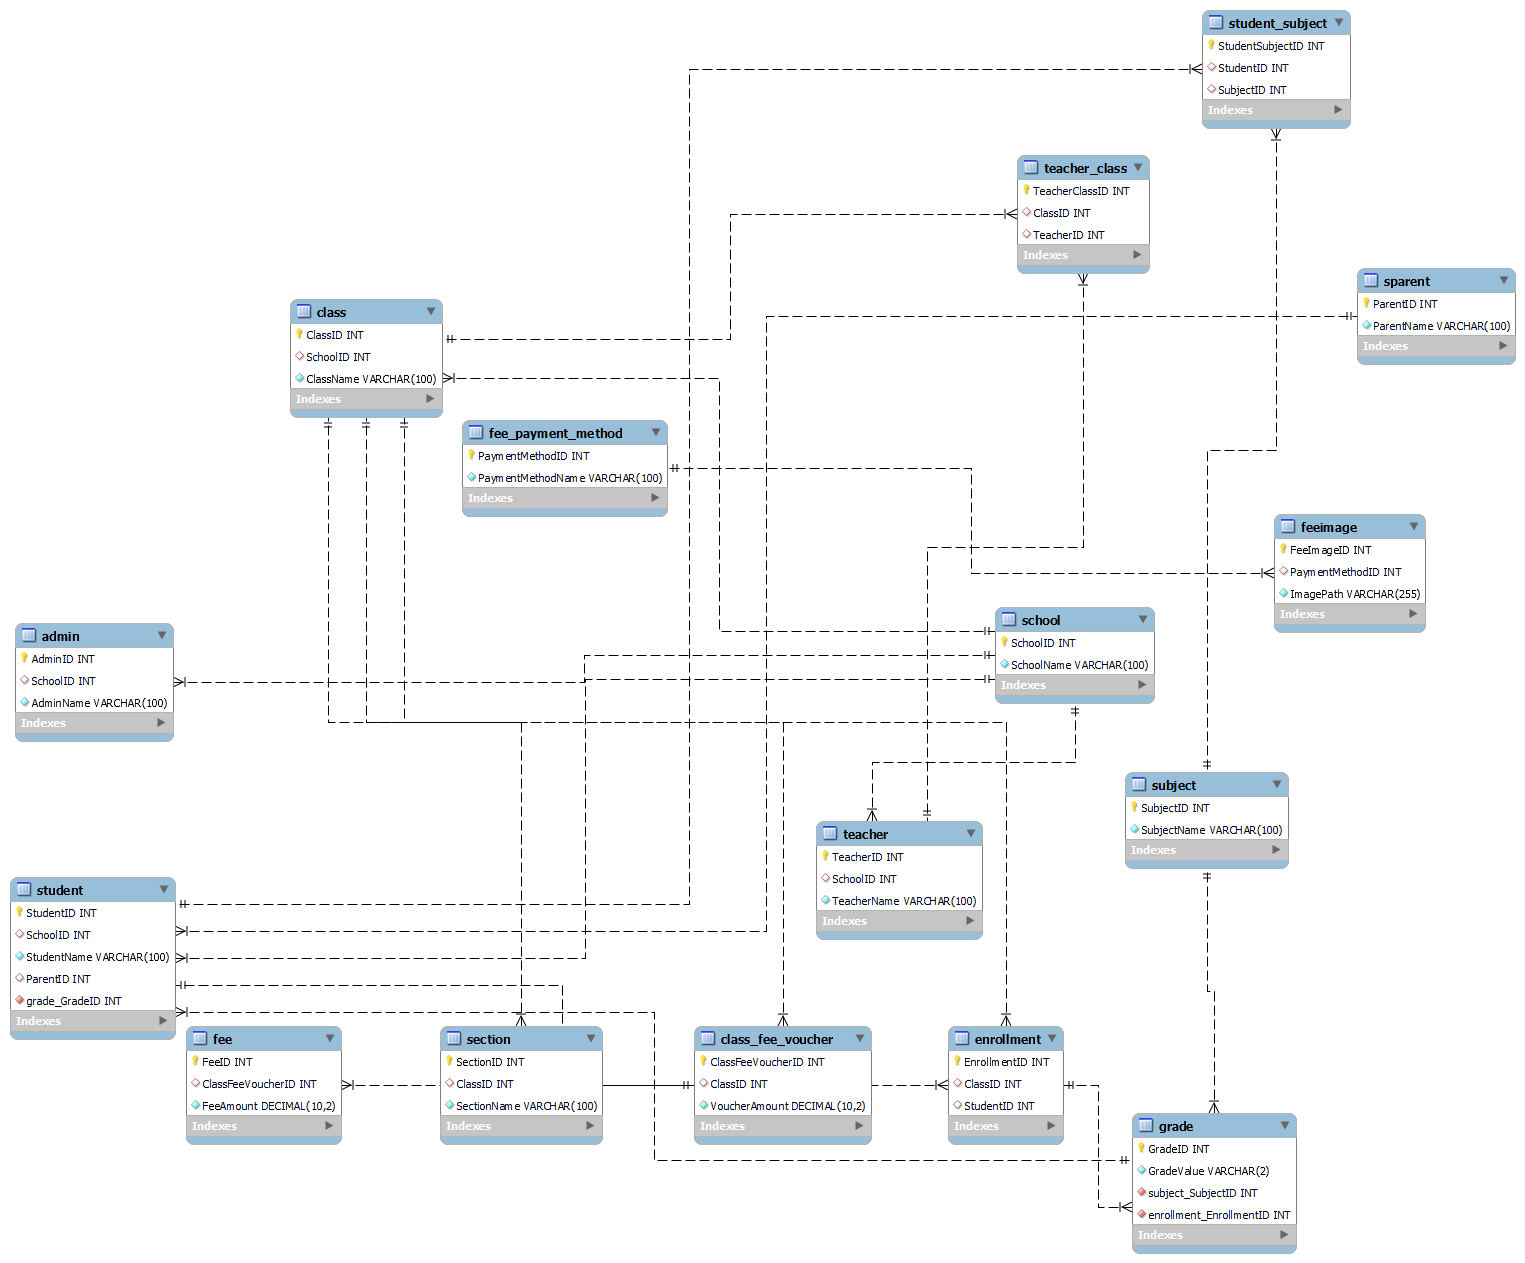 student_subject
StudentSubjectID INT
StudentID INT
SubjectID INT
Indexes
teacher_class
TeacherClassID INT
ClassID INT
TeacherID INT
Indexes
sparent
ParentID INT
ParentName VARCHAR(100)
Indexes
class
ClassID INT
SchoolID INT
ClassName VARCHAR(100)
Indexes
fee_payment_method
PaymentMethodID INT
PaymentMethodName VARCHAR(100)
Indexes
feeimage
FeeImageID INT
PaymentMethodID INT
ImagePath VARCHAR(255)
Indexes
admin
AdminID INT
SchoolID INT
AdminName VARCHAR(100)
Indexes
school
SchoolID INT
SchoolName VARCHAR(100)
Indexes
subject
SubjectID INT
SubjectName VARCHAR(100)
Indexes
teacher
TeacherID INT
SchoolID INT
TeacherName VARCHAR(100)
Indexes
student
StudentID INT
SchoolID INT
StudentName VARCHAR(100)
ParentID INT
grade_GradeID INT
Indexes
fee
FeeID INT
ClassFeeVoucherID INT
FeeAmount DECIMAL(10,2)
Indexes
section
SectionID INT
ClassID INT
SectionName VARCHAR(100)
Indexes
class_fee_voucher
ClassFeeVoucherID INT
ClassID INT
VoucherAmount DECIMAL(10,2)
Indexes
enrollment
EnrollmentID INT
ClassID INT
StudentID INT
Indexes
grade
GradeID INT
GradeValue VARCHAR(2)
subject_SubjectID INT
enrollment_EnrollmentID INT
Indexes